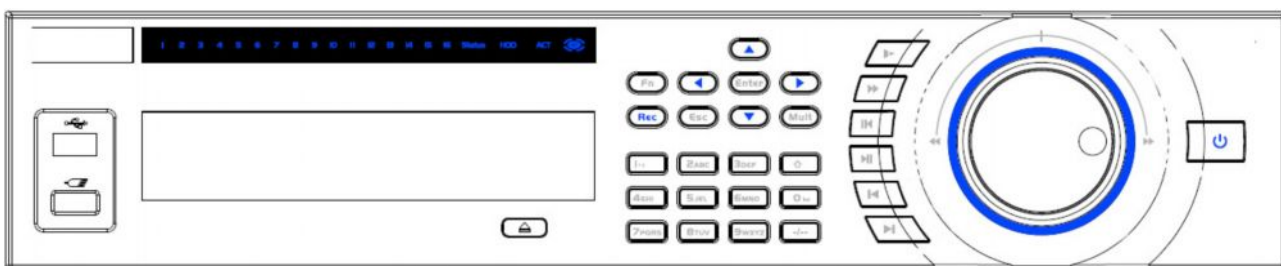 1 2 3 4 5 6 7 8 9 10 11 12 13 14 15 16 Status HDD ACT
Fn Enter
Rec Esc Mult
2ABC 3DEF
4GHI 5JKL 6MNO 0
7PQRS 8TUV 9WXYZ -/--